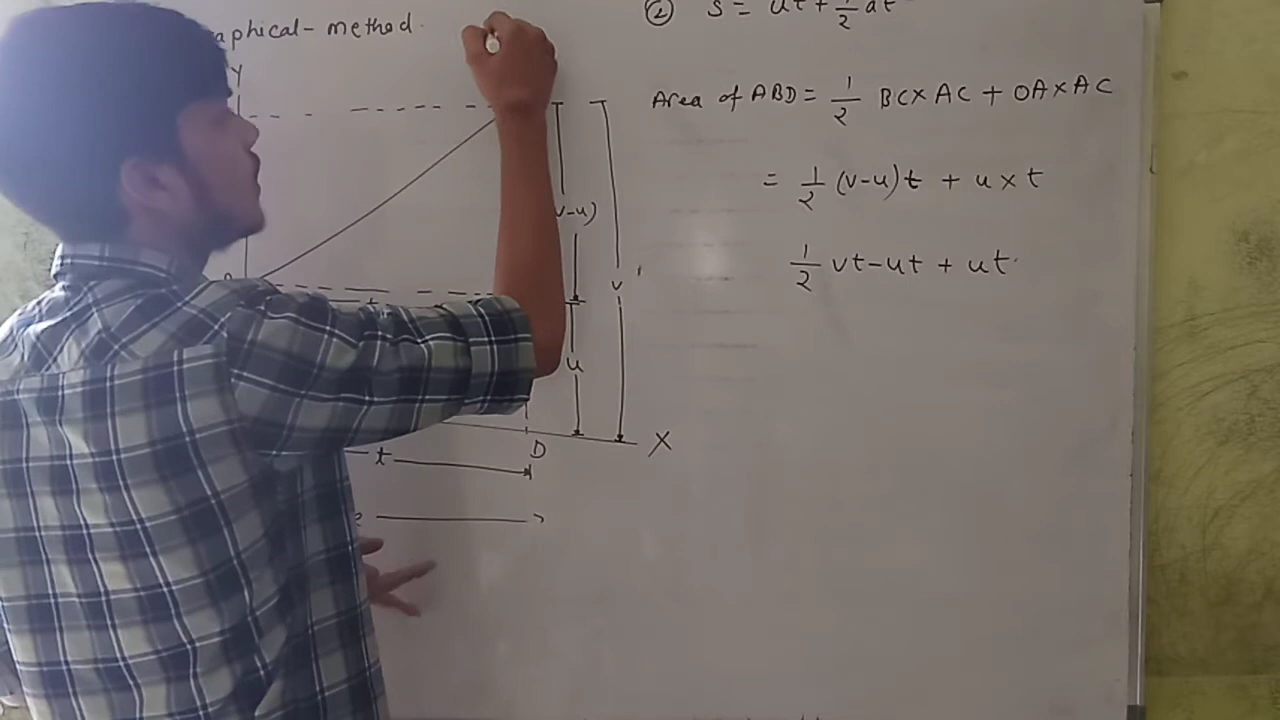 aphical-method.
② S = ut + 1/2 at
Y
Area of ABD = 1/2 BC × AC + OA × AC
= 1/2 (v-u)t + u × t
v-u)
1/2 vt-ut + ut.
v
t
u
D
X
t